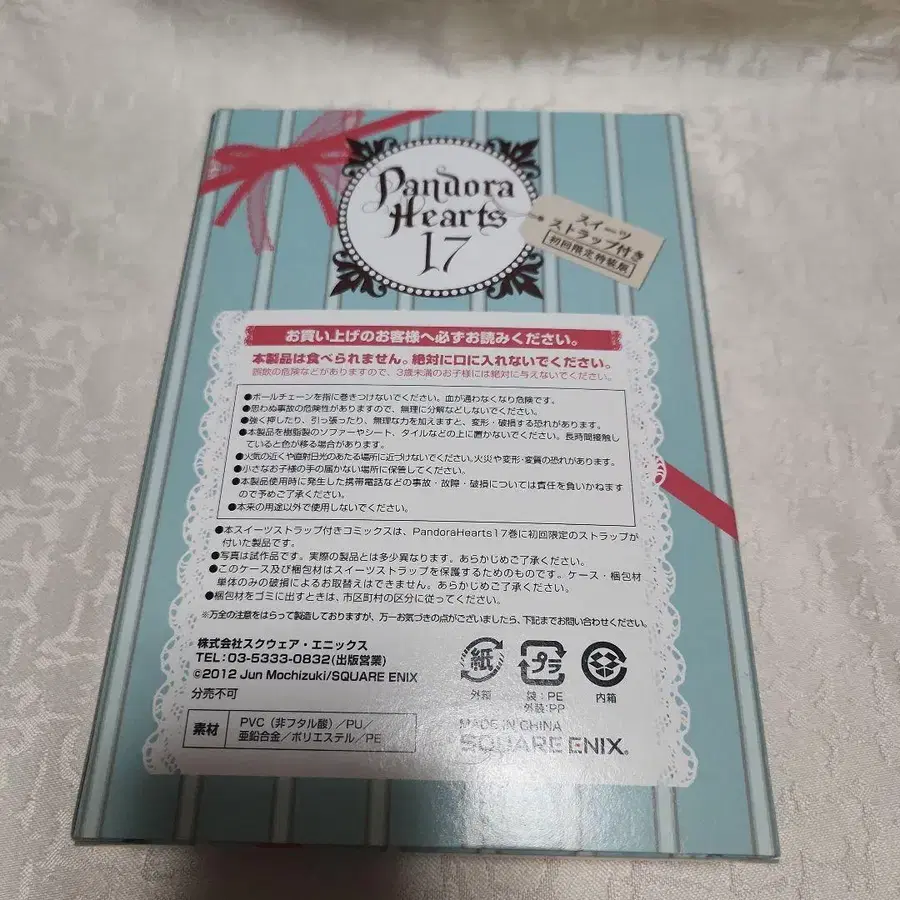 Pandora
Hearts
17
スイーツ
ストラップ付き
初回限定特装版
お買い上げのお客様へ必ずお読みください。
本製品は食べられません。絶対に口に入れないでください。
誤飲の危険などがありますので、3歳未満のお子様には絶対に与えないでください。
●ボールチェーンを指に巻きつけないでください。血が通わなくなり危険です。
●思わぬ事故の危険性がありますので、無理に分解などしないでください。
●強く押したり、引っ張ったり、無理な力を加えますと、変形・破損する恐れがあります。
●本製品を樹脂製のソファーやシート、タイルなどの上に置かないでください。長時間接触し
ていると色が移る場合があります。
●火気の近くや直射日光のあたる場所に近づけないでください。火災や変形・変質の恐れがあります。
●小さなお子様の手の届かない場所に保管してください。
●本製品使用時に発生した携帯電話などの事故・故障・破損については責任を負いかねます
ので予めご了承ください。
●本来の用途以外で使用しないでください。
●本スイーツストラップ付きコミックスは、PandoraHearts17巻に初回限定のストラップが
付いた製品です。
●写真は試作品です。実際の製品とは多少異なります。あらかじめご了承ください。
●このケース及び梱包材はスイーツストラップを保護するためのものです。ケース・梱包材
単体のみの破損によるお取替えはできません。あらかじめご了承ください。
●梱包材をゴミに出すときは、市区町村の区分に従ってください。
※万全の注意をはらって製造しておりますが、万一お気づきの点がございましたら、下記までお問い合わせください。
株式会社スクウェア・エニックス
TEL:03-5333-0832(出版営業)
©2012 Jun Mochizuki/SQUARE ENIX
分売不可
素材
PVC(非フタル酸)/PU/
亜鉛合金/ポリエステル/PE
紙
外箱
プラ
袋:PE
外装:PP
内箱
MADE IN CHINA
SQUARE ENIX®